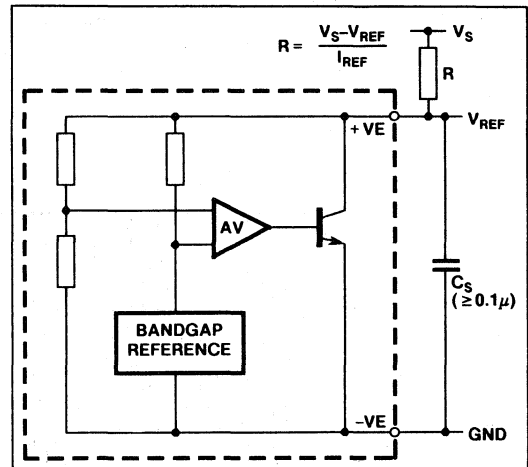 R = V_S–V_REF / I_REF
V_S
R
+VE
V_REF
AV
C_S
(≥0.1μ)
BANDGAP
REFERENCE
–VE
GND